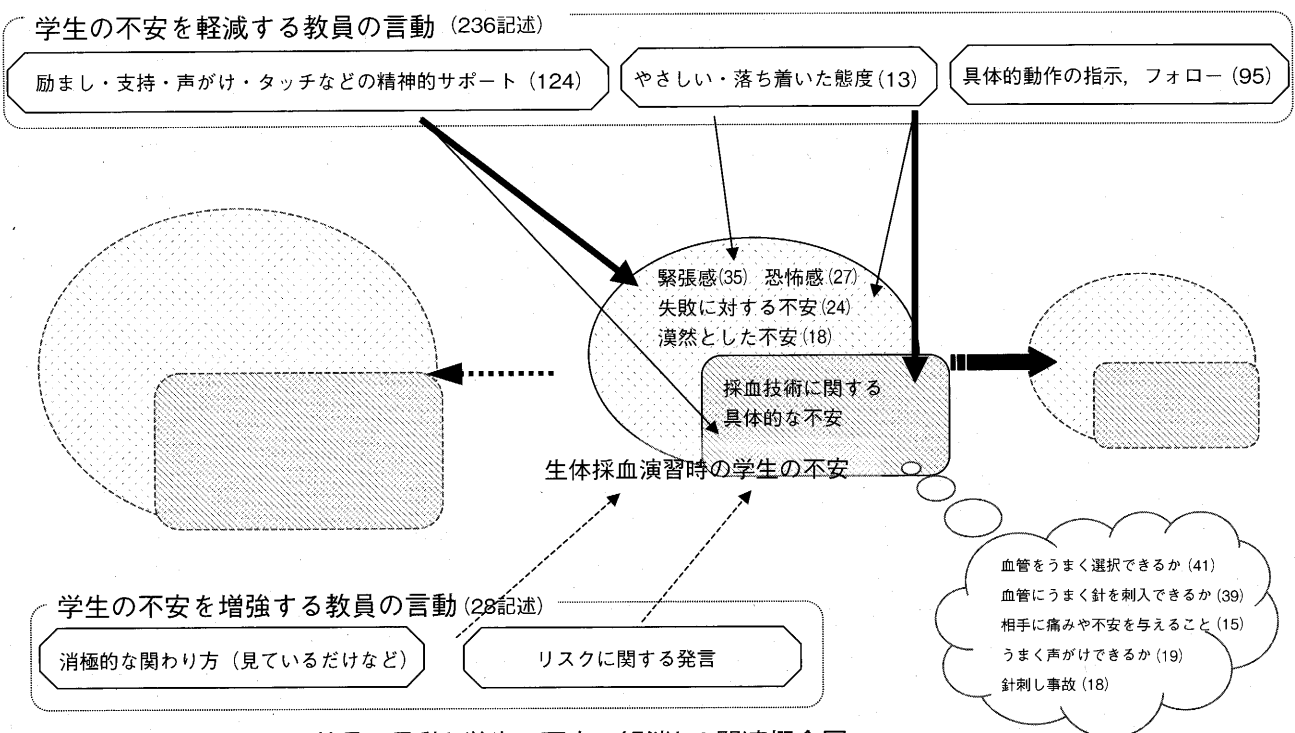 学生の不安を軽減する教員の言動（236記述）
励まし・支持・声がけ・タッチなどの精神的サポート（124）
やさしい・落ち着いた態度（13）
具体的動作の指示，フォロー（95）
緊張感（35） 恐怖感（27）
失敗に対する不安（24）
漠然とした不安（18）
採血技術に関する
具体的な不安
生体採血演習時の学生の不安
学生の不安を増強する教員の言動（28記述）
消極的な関わり方（見ているだけなど）
リスクに関する発言
血管をうまく選択できるか（41）
血管にうまく針を刺入できるか（39）
相手に痛みや不安を与えること（15）
うまく声がけできるか（19）
針刺し事故（18）